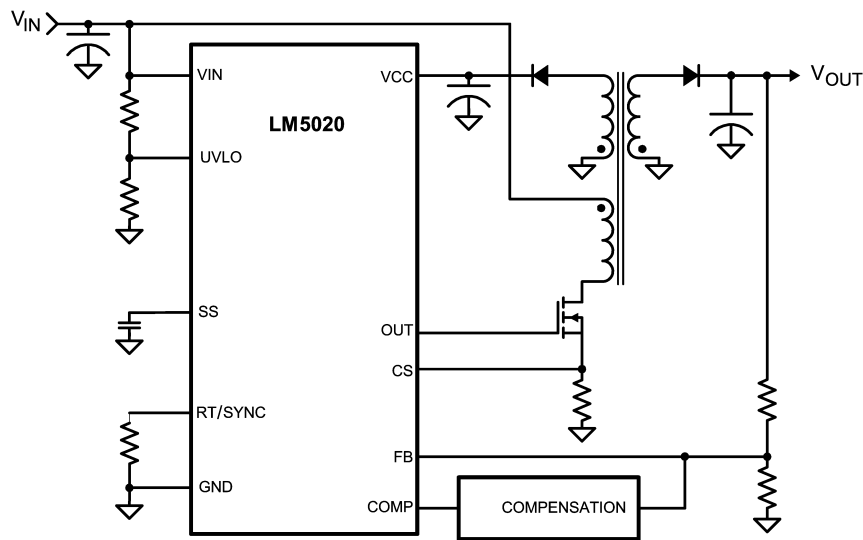 VIN
VIN
VCC
LM5020
VOUT
UVLO
SS
OUT
CS
RT/SYNC
FB
GND
COMP
COMPENSATION